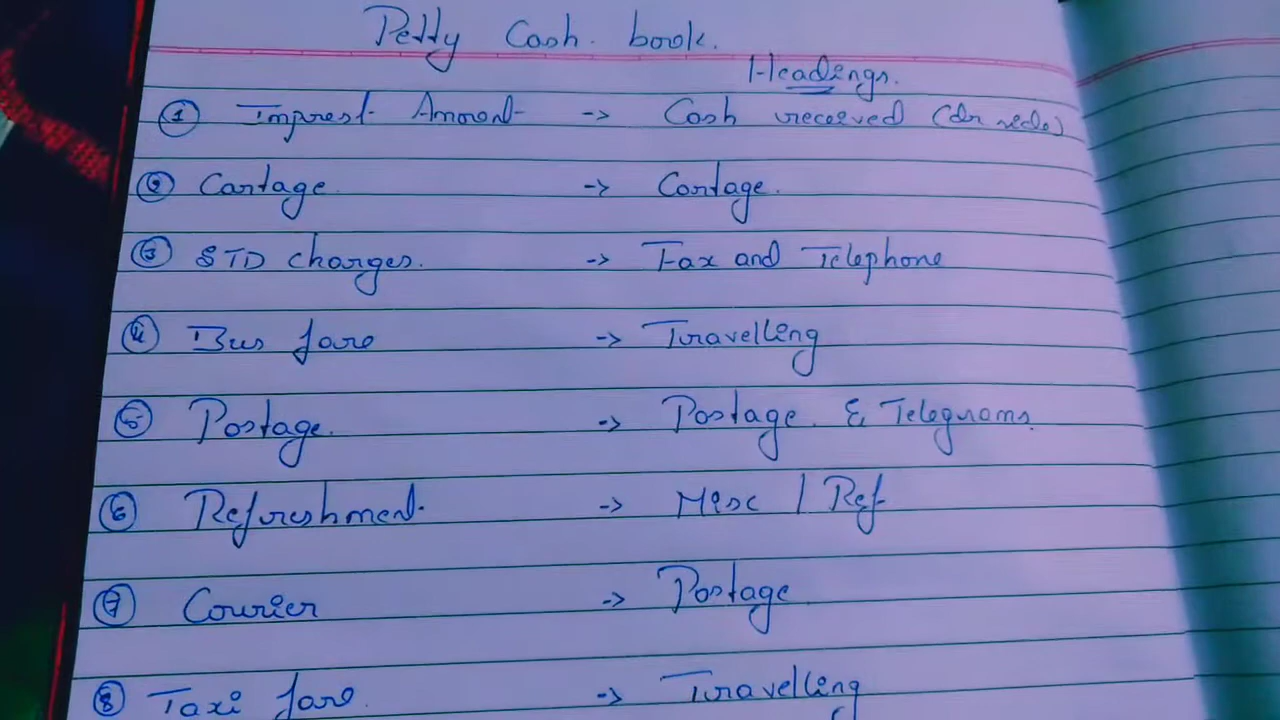 Petty Cash. book.
Headings.
① Imprest Amount -> Cash received (dr side)
② Cartage -> Cartage.
③ STD charges. -> Fax and Telephone
④ Bus fare -> Travelling
⑤ Postage. -> Postage. & Telegrams.
⑥ Refreshment. -> Misc / Ref
⑦ Courier -> Postage
⑧ Taxi fare. -> Travelling